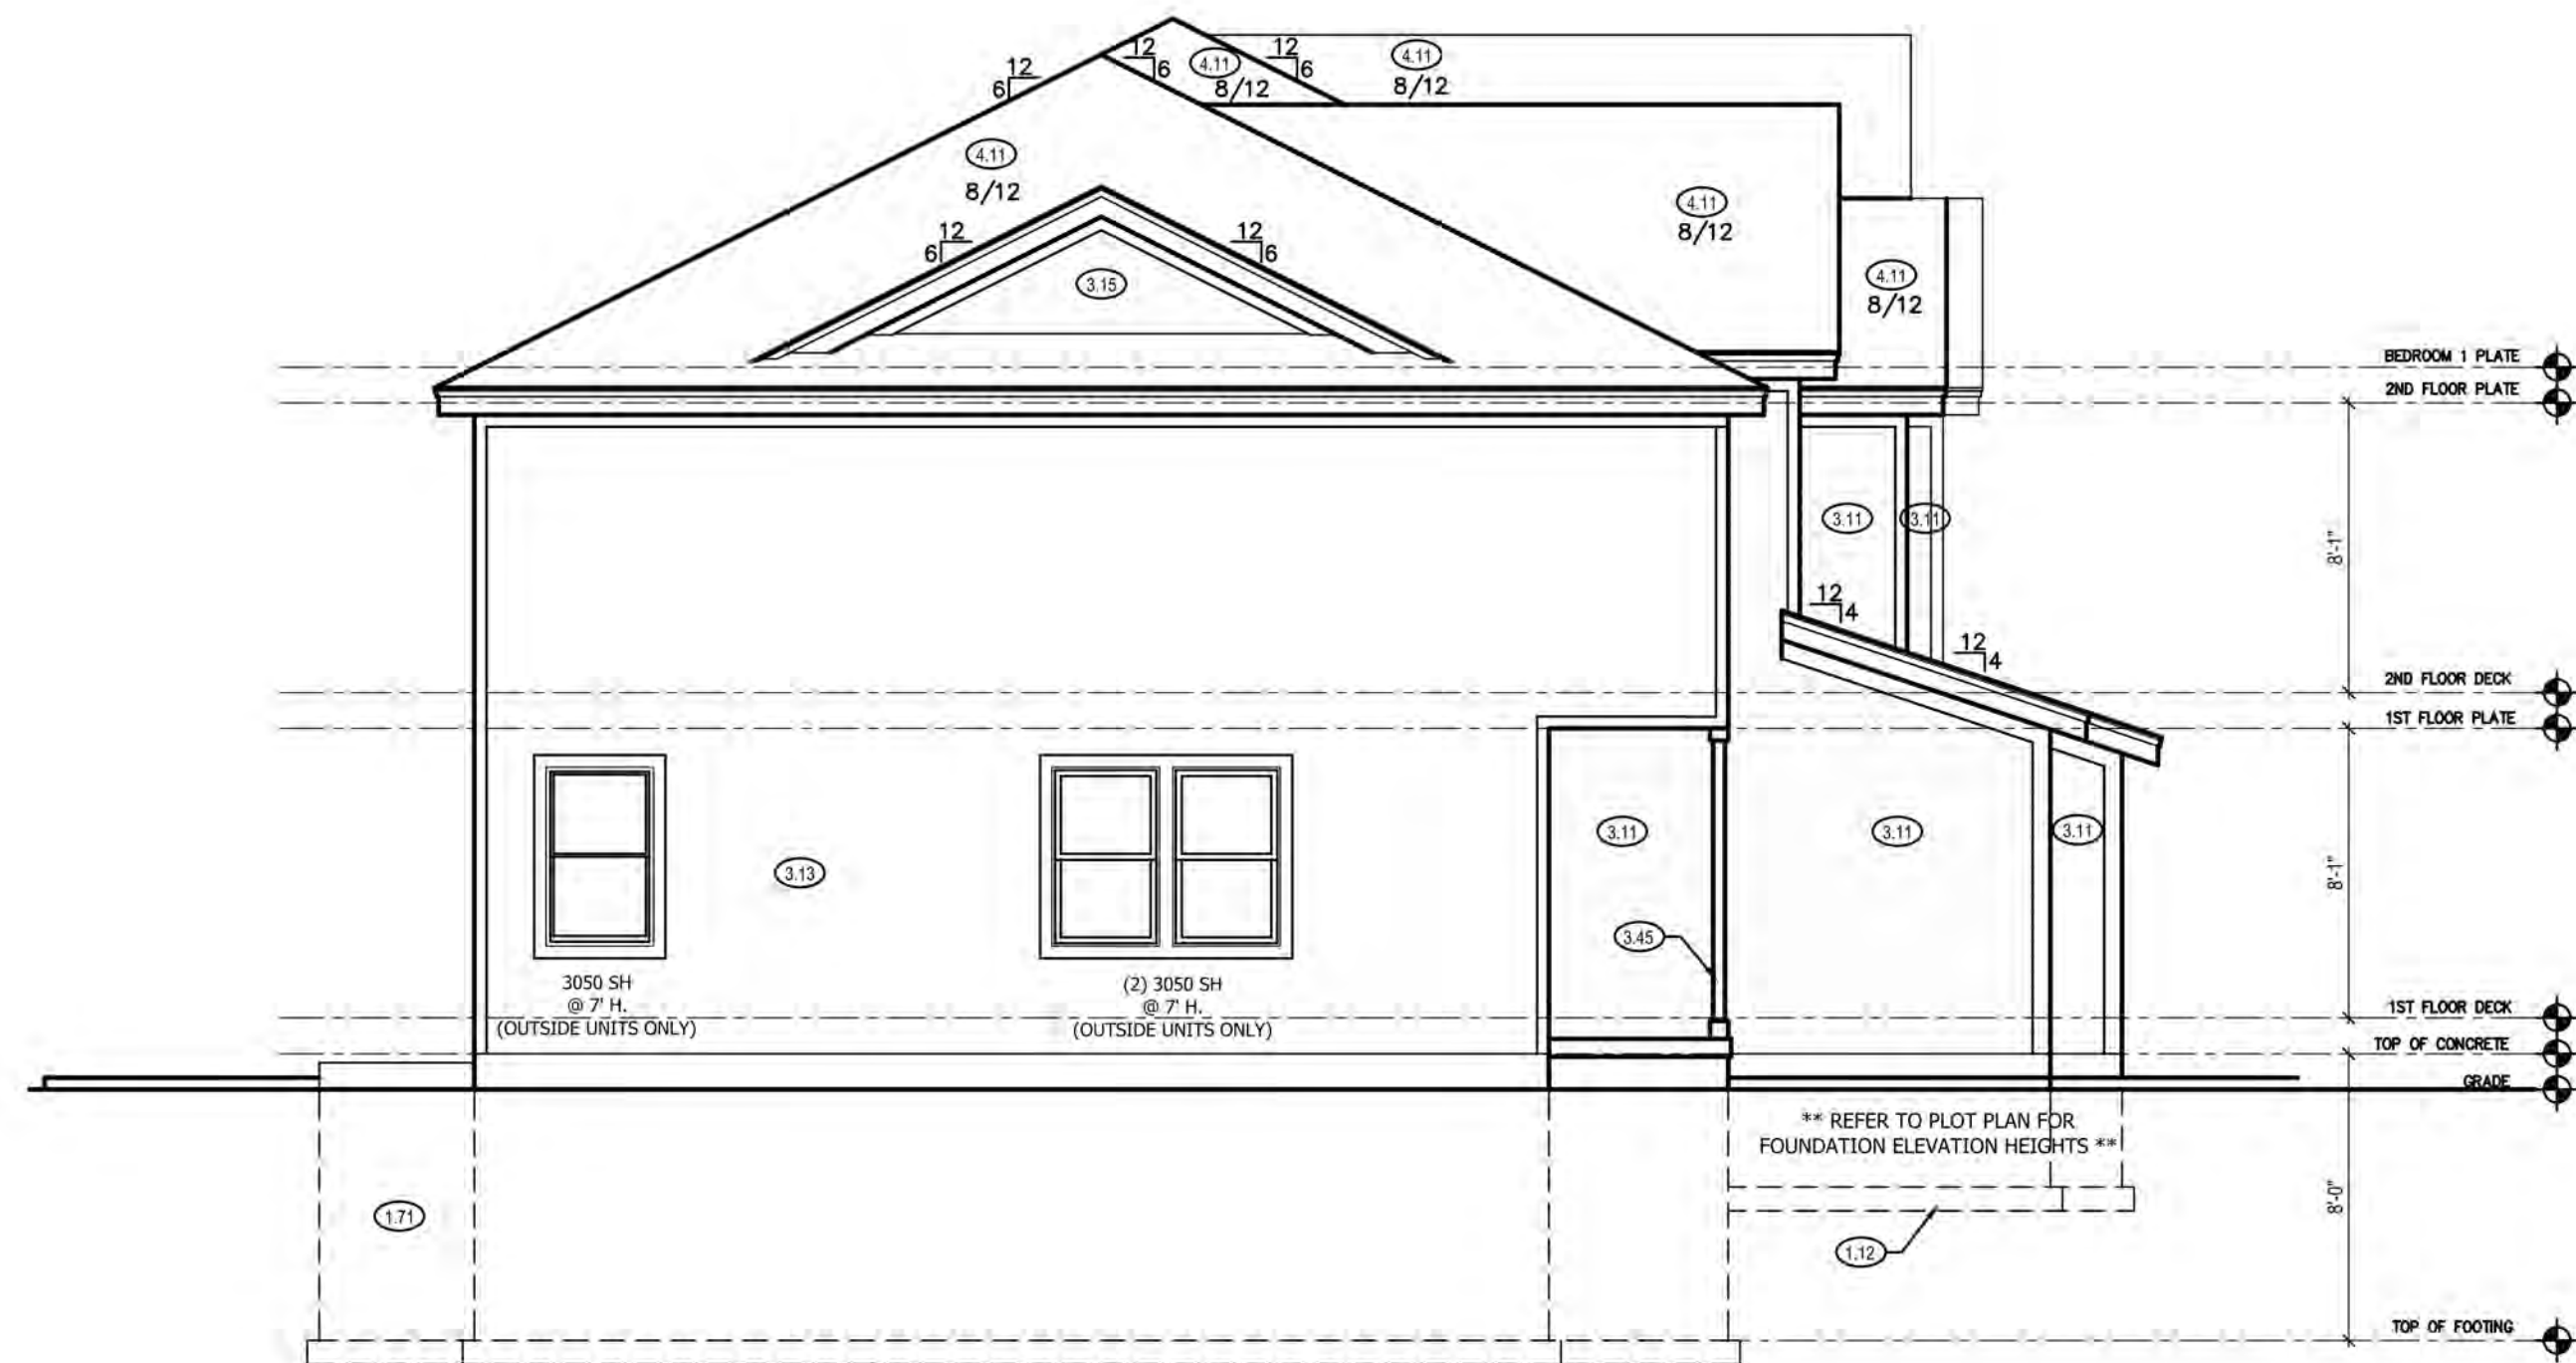 12
6
12
6
4.11
8/12
12
6
4.11
8/12
4.11
8/12
4.11
8/12
12
6
12
6
3.15
4.11
8/12
BEDROOM 1 PLATE
2ND FLOOR PLATE
3.11
3.11
8'-1"
12
4
12
4
2ND FLOOR DECK
1ST FLOOR PLATE
3.13
3.11
3.11
3.11
8'-1"
3.45
3050 SH
@ 7' H.
(OUTSIDE UNITS ONLY)
(2) 3050 SH
@ 7' H.
(OUTSIDE UNITS ONLY)
1ST FLOOR DECK
TOP OF CONCRETE
GRADE
** REFER TO PLOT PLAN FOR
FOUNDATION ELEVATION HEIGHTS **
1.71
1.12
8'-0"
TOP OF FOOTING